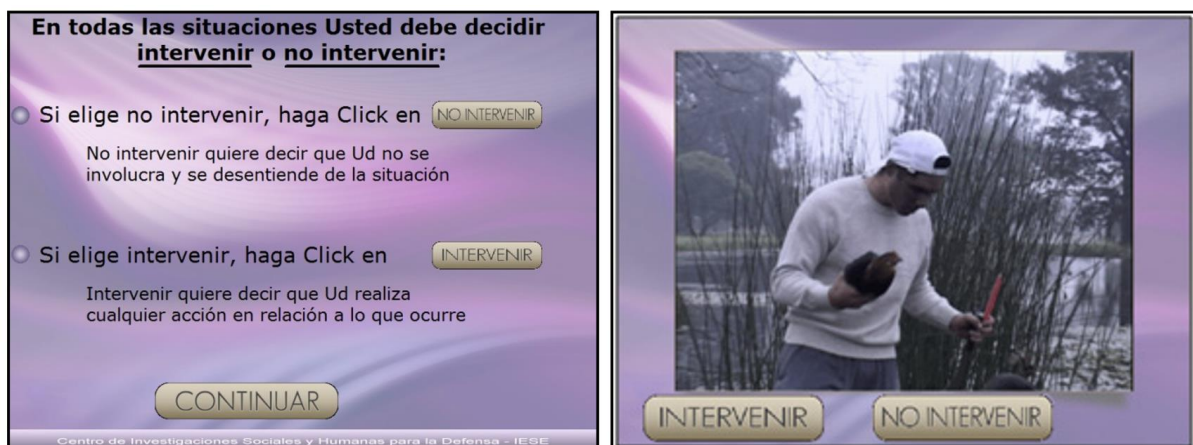 En todas las situaciones Usted debe decidir
intervenir o no intervenir:
Si elige no intervenir, haga Click en NO INTERVENIR
No intervenir quiere decir que Ud no se
involucra y se desentiende de la situación
Si elige intervenir, haga Click en INTERVENIR
Intervenir quiere decir que Ud realiza
cualquier acción en relación a lo que ocurre
CONTINUAR
Centro de Investigaciones Sociales y Humanas para la Defensa - IESE
INTERVENIR NO INTERVENIR